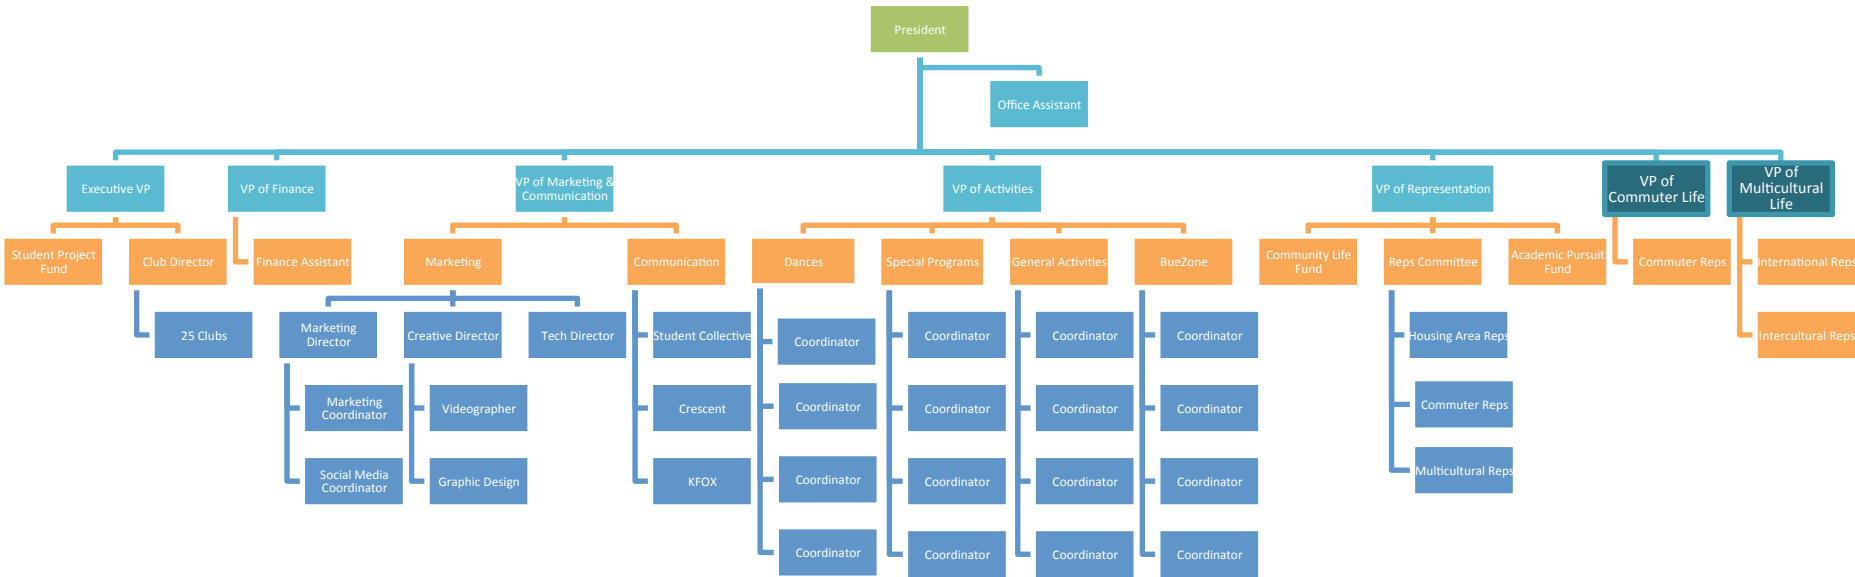 President
Office Assistant
Executive VP
VP of Finance
VP of Marketing &
Communication
VP of Activities
VP of Representation
VP of
Commuter Life
VP of
Multicultural
Life
Student Project
Fund
Club Director
Finance Assistant
Marketing
Communication
Dances
Special Programs
General Activities
BueZone
Community Life
Fund
Reps Committee
Academic Pursuit
Fund
Commuter Reps
International Reps
25 Clubs
Marketing
Director
Creative Director
Tech Director
Student Collective
Coordinator
Coordinator
Coordinator
Coordinator
Housing Area Reps
Intercultural Reps
Marketing
Coordinator
Videographer
Crescent
Coordinator
Coordinator
Coordinator
Coordinator
Commuter Reps
Social Media
Coordinator
Graphic Design
KFOX
Coordinator
Coordinator
Coordinator
Coordinator
Multicultural Reps
Coordinator
Coordinator
Coordinator
Coordinator